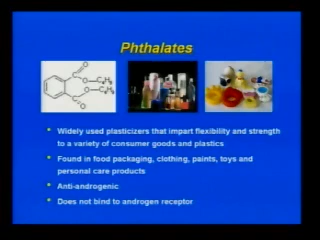 Phthalates
Widely used plasticizers that impart flexibility and strength
to a variety of consumer goods and plastics
Found in food packaging, clothing, paints, toys and
personal care products
Anti-androgenic
Does not bind to androgen receptor